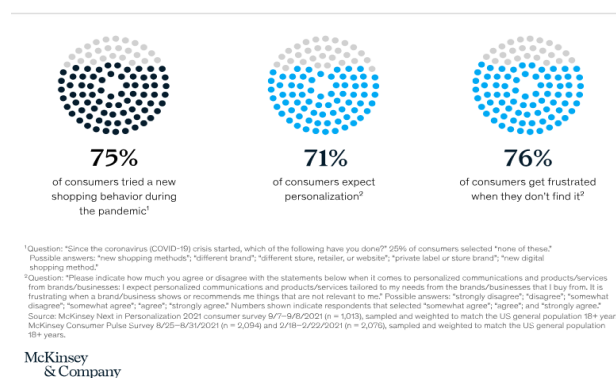 75%
71%
76%
of consumers tried a new
shopping behavior during
the pandemic¹
of consumers expect
personalization²
of consumers get frustrated
when they don't find it²
¹Question: "Since the coronavirus (COVID-19) crisis started, which of the following have you done?" 25% of consumers selected "none of these."
Possible answers: "new shopping methods"; "different brand"; "different store, retailer, or website"; "private label or store brand"; "new digital
shopping method."
²Question: "Please indicate how much you agree or disagree with the statements below when it comes to personalized communications and products/services
from brands/businesses: I expect personalized communications and products/services tailored to my needs from the brands/businesses that I buy from. It is
frustrating when a brand/business shows or recommends me things that are not relevant to me." Possible answers: "strongly disagree"; "disagree"; "somewhat
disagree"; "somewhat agree"; "agree"; "strongly agree." Numbers shown indicate respondents that selected "somewhat agree"; "agree"; and "strongly agree."
Source: McKinsey Next in Personalization 2021 consumer survey 9/7–9/8/2021 (n = 1,013), sampled and weighted to match the US general population 18+ year
McKinsey Consumer Pulse Survey 8/25–8/31/2021 (n = 2,094) and 2/18–2/22/2021 (n = 2,076), sampled and weighted to match the US general population
18+ years.
McKinsey
& Company